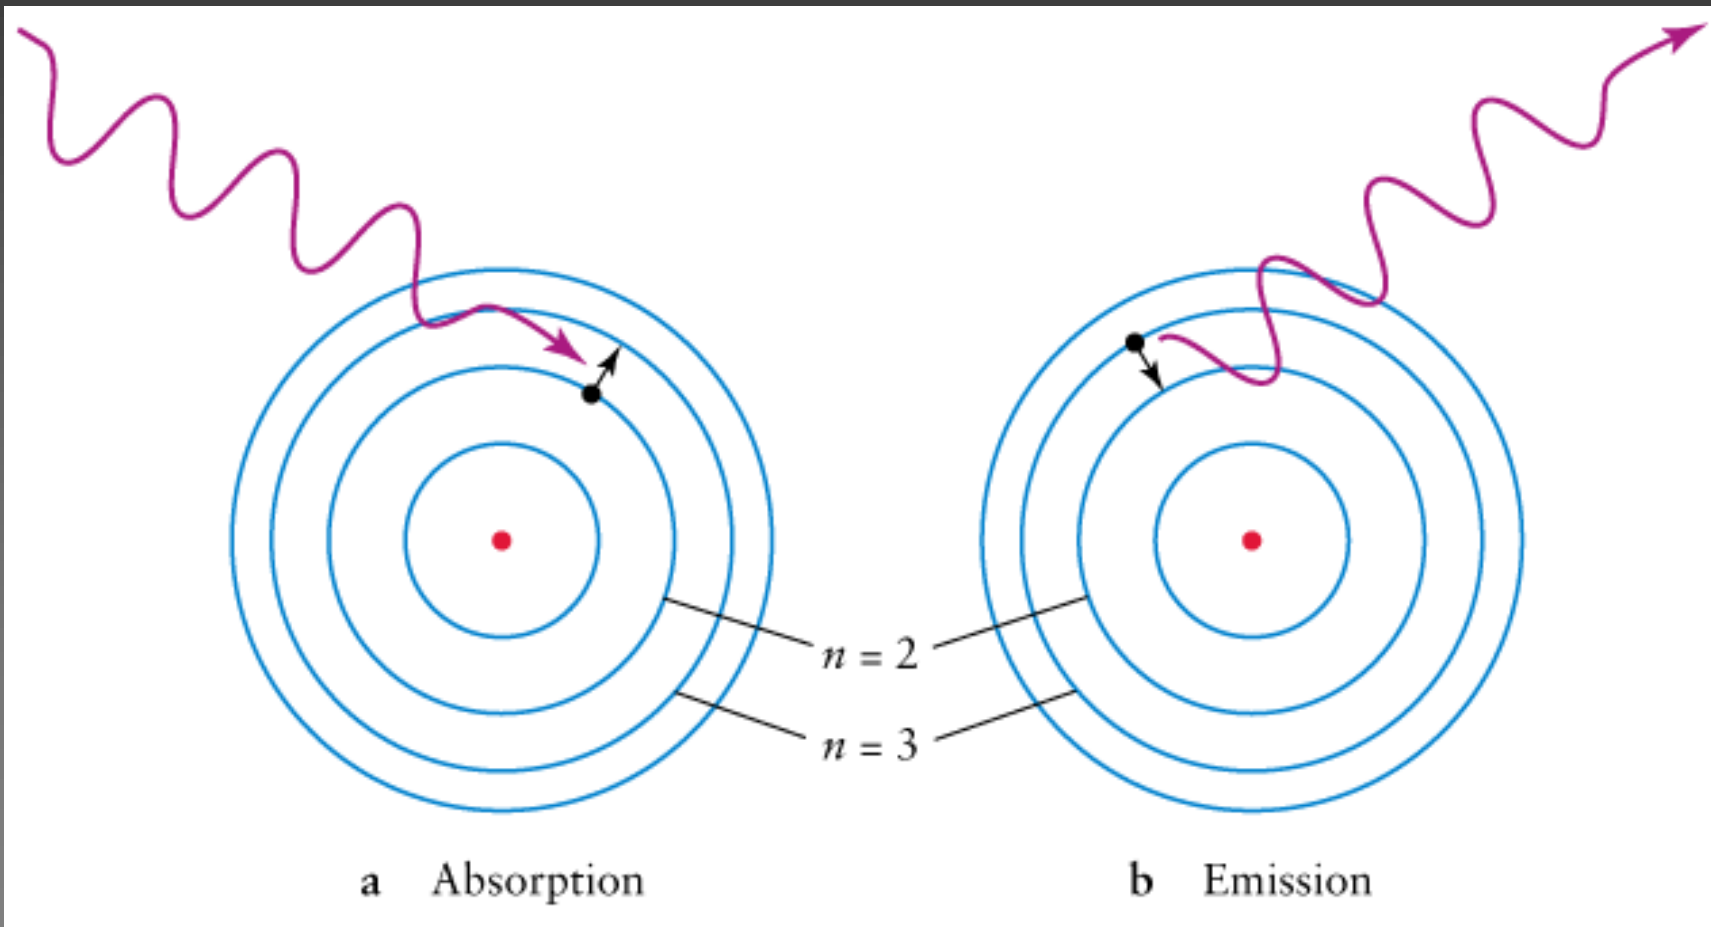 n = 2
n = 3
a Absorption
b Emission